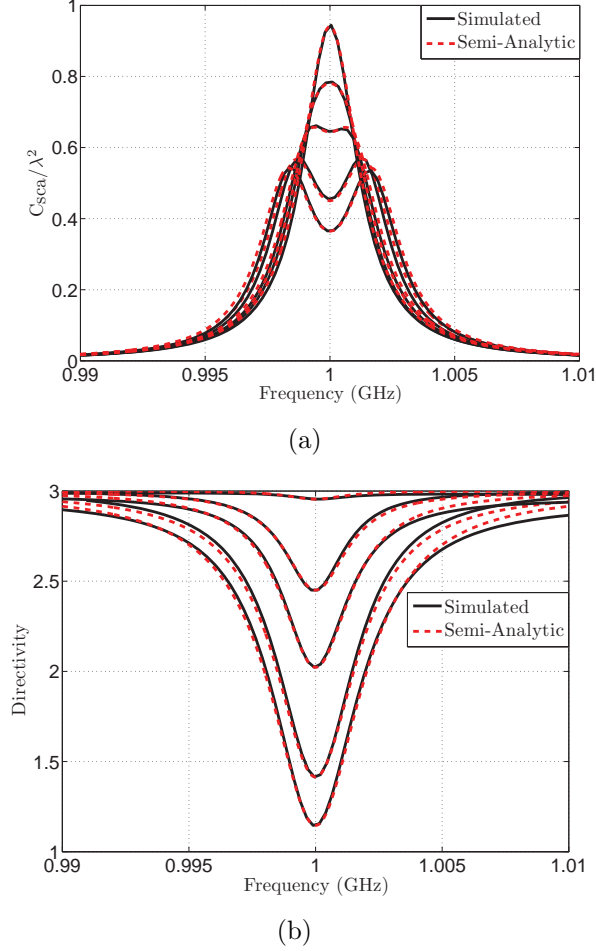 1
0.8
0.6
0.4
0.2
0
Csca/λ²
Simulated
Semi-Analytic
0.99
0.995
1
1.005
1.01
Frequency (GHz)
(a)
3
2.5
2
1.5
1
Directivity
Simulated
Semi-Analytic
0.99
0.995
1
1.005
1.01
Frequency (GHz)
(b)